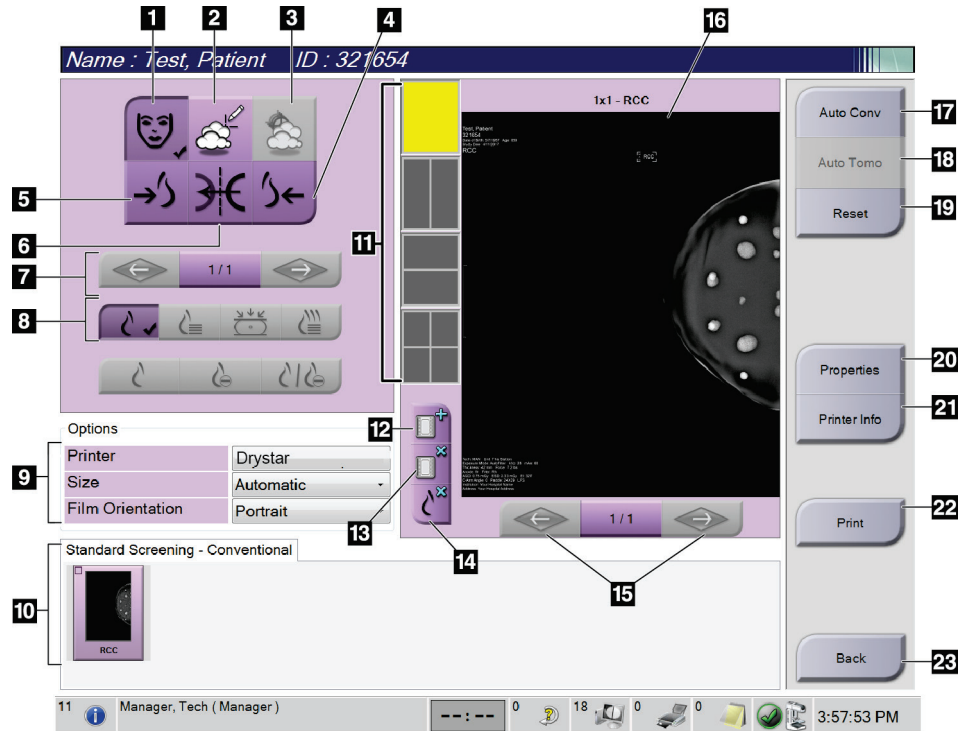 1 2 3 4
Name : Test, Patient ID : 321654
16
1x1 - RCC
Test, Patient
321654
RCC
RCC
Auto Conv 17
Auto Tomo 18
Reset 19
5
6
7
1 / 1
8
11
Properties 20
Printer Info 21
Options
9
Printer Drystar
Size Automatic
Film Orientation Portrait
12
13
14
1 / 1
15
Print 22
Standard Screening - Conventional
10
RCC
Back 23
11 Manager, Tech ( Manager ) --:-- 0 18 0 0 3:57:53 PM